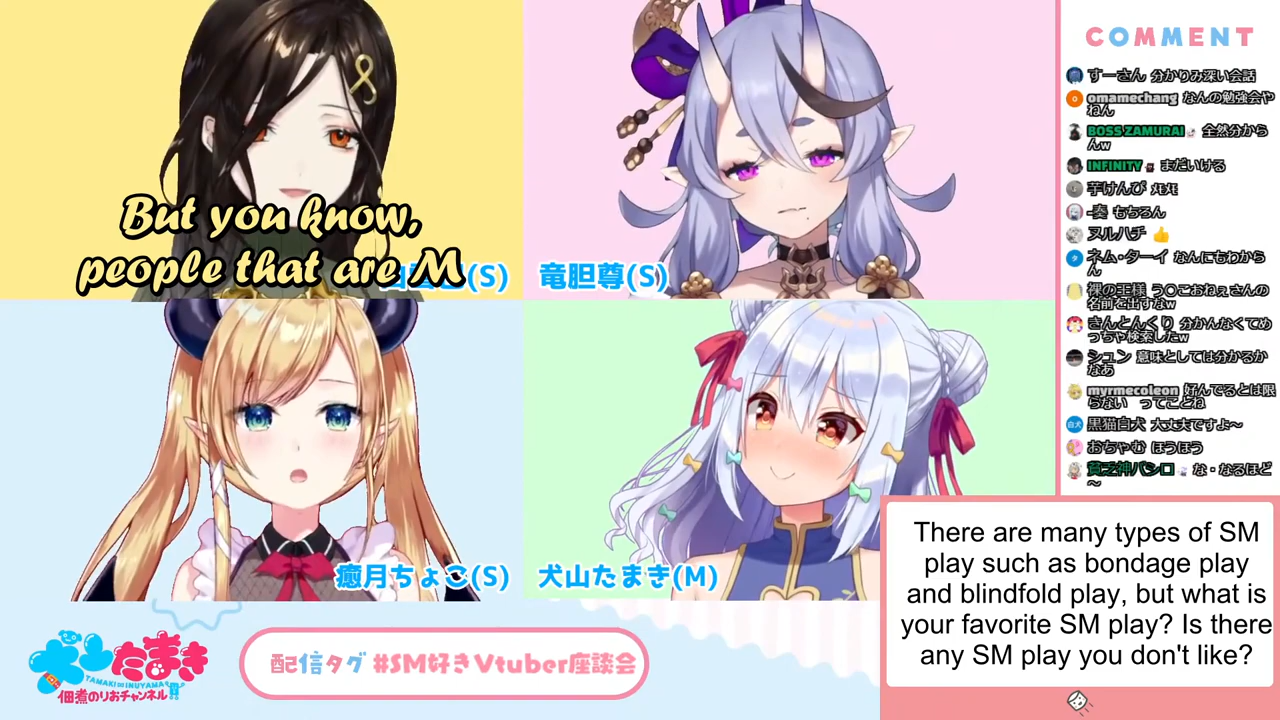 But you know,
people that are M
(S)
竜胆尊(S)
癒月ちょこ(S)
犬山たまき(M)
COMMENT
すーさん 分かりみ深い会話
omamechang なんの勉強会や
ねん
BOSS ZAMURAI 全然分から
んw
INFINITY まだいける
芋けんぴ 㷸㷸
-奏 もちろん
ヌルハチ 👍
ネム・ターイ なんにもわから
ん
裸の王様 う〇こおねぇさんの
名前を出すなw
きんとんくり 分かんなくてめ
っちゃ検索したw
シュン 意味としては分かるか
なあ
myrmecoleon 好んでるとは限
らない ってことね
黒猫白犬 大丈夫ですよ～
おちゃむ ほうほう
貧乏神パシロ な・なるほど
～
There are many types of SM
play such as bondage play
and blindfold play, but what is
your favorite SM play? Is there
any SM play you don't like?
犬山たまき
TAMAKI INUYAMA
佃煮のりおチャンネル!!
配信タグ #SM好きVtuber座談会